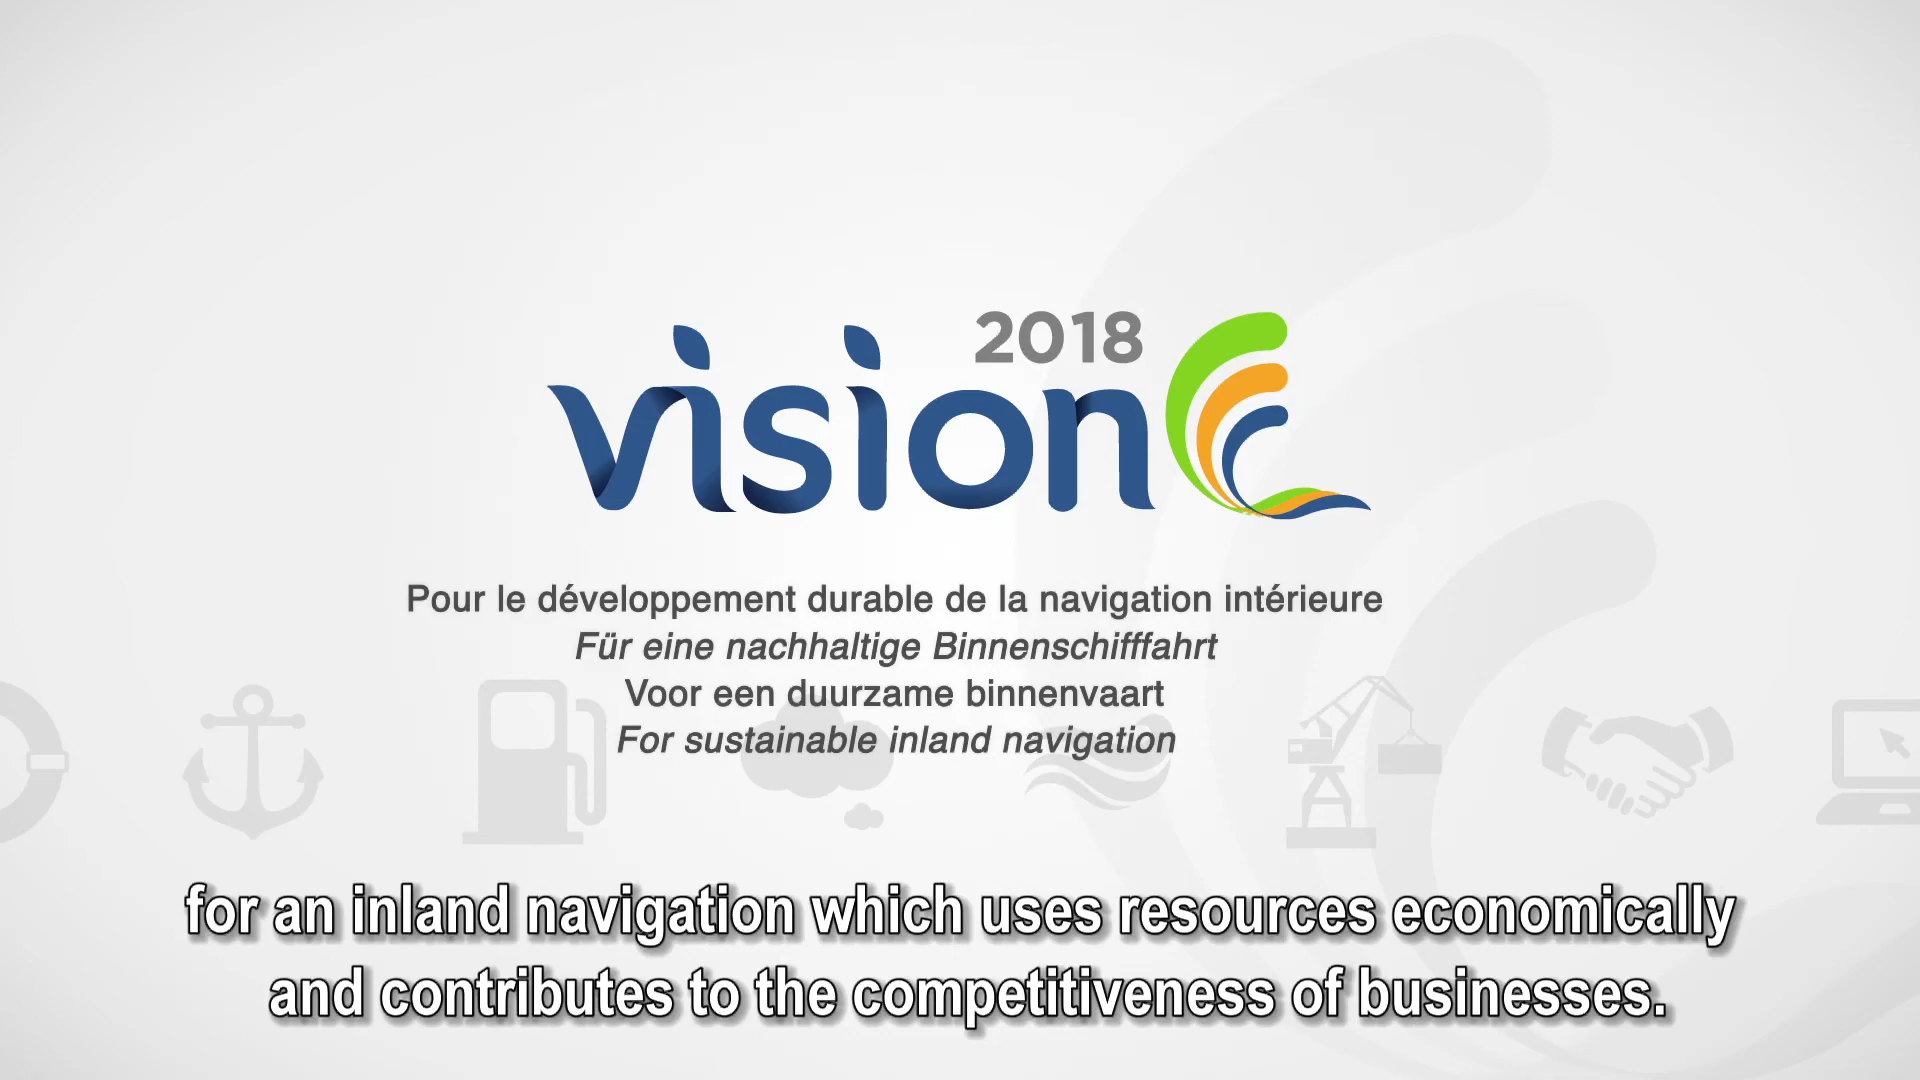 2018
vision
Pour le développement durable de la navigation intérieure
Für eine nachhaltige Binnenschifffahrt
Voor een duurzame binnenvaart
For sustainable inland navigation
for an inland navigation which uses resources economically
and contributes to the competitiveness of businesses.